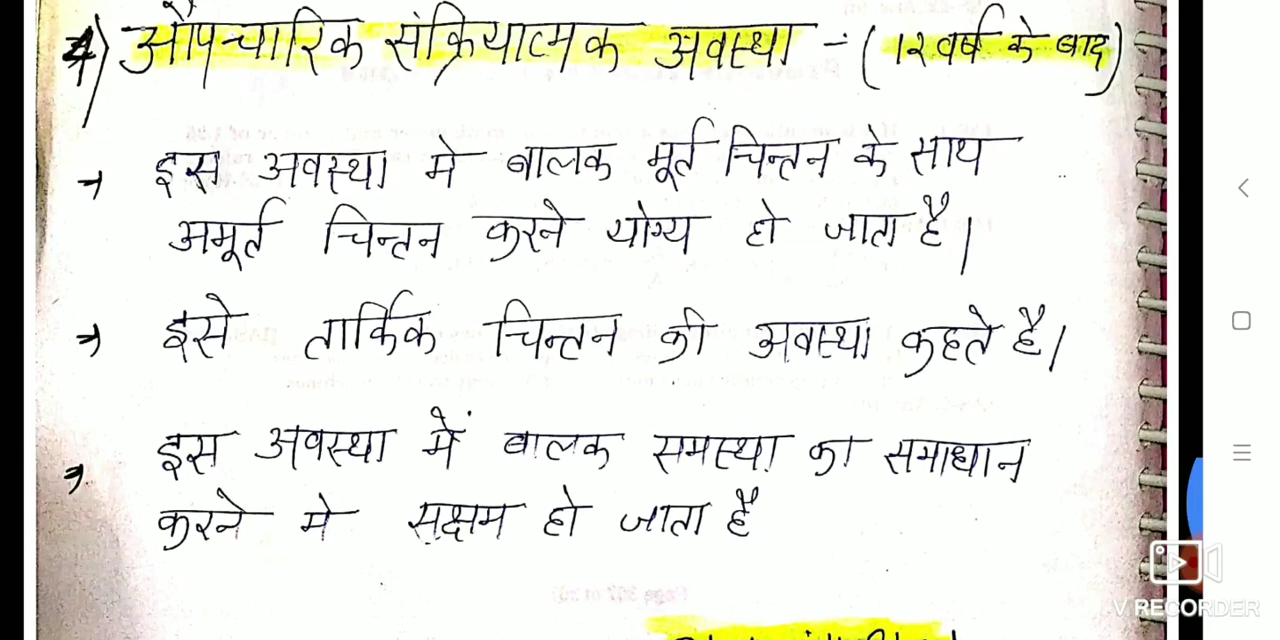 4) औपचारिक संक्रियात्मक अवस्था - (१२ वर्ष के बाद)
→ इस अवस्था मे बालक मूर्त चिन्तन के साथ
अमूर्त चिन्तन करने योग्य हो जाता है।
→ इसे तार्किक चिन्तन की अवस्था कहते है।
→ इस अवस्था में बालक समस्था का समाधान
करने मे सक्षम हो जाता है
V RECORDER